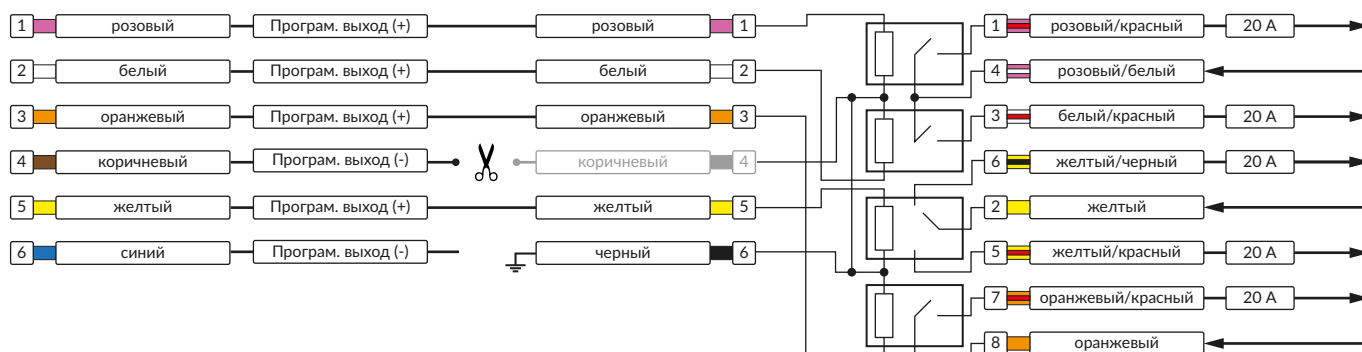 1 розовый Програм. выход (+) розовый 1 1 розовый/красный 20 А
2 белый Програм. выход (+) белый 2 4 розовый/белый
3 оранжевый Програм. выход (+) оранжевый 3 3 белый/красный 20 А
4 коричневый Програм. выход (-) коричневый 4 6 желтый/черный 20 А
5 желтый Програм. выход (+) желтый 5 2 желтый
6 синий Програм. выход (-) черный 6 5 желтый/красный 20 А
7 оранжевый/красный 20 А
8 оранжевый